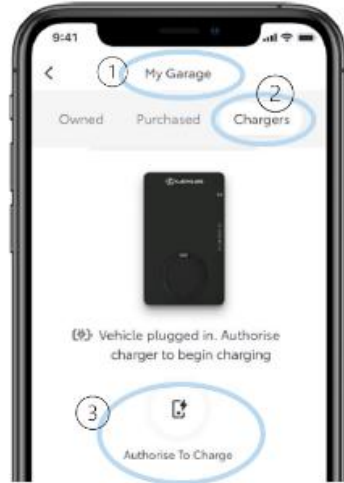 9:41
1 My Garage
2
Owned Purchased Chargers
LEXUS
Vehicle plugged in. Authorise
charger to begin charging
3
Authorise To Charge